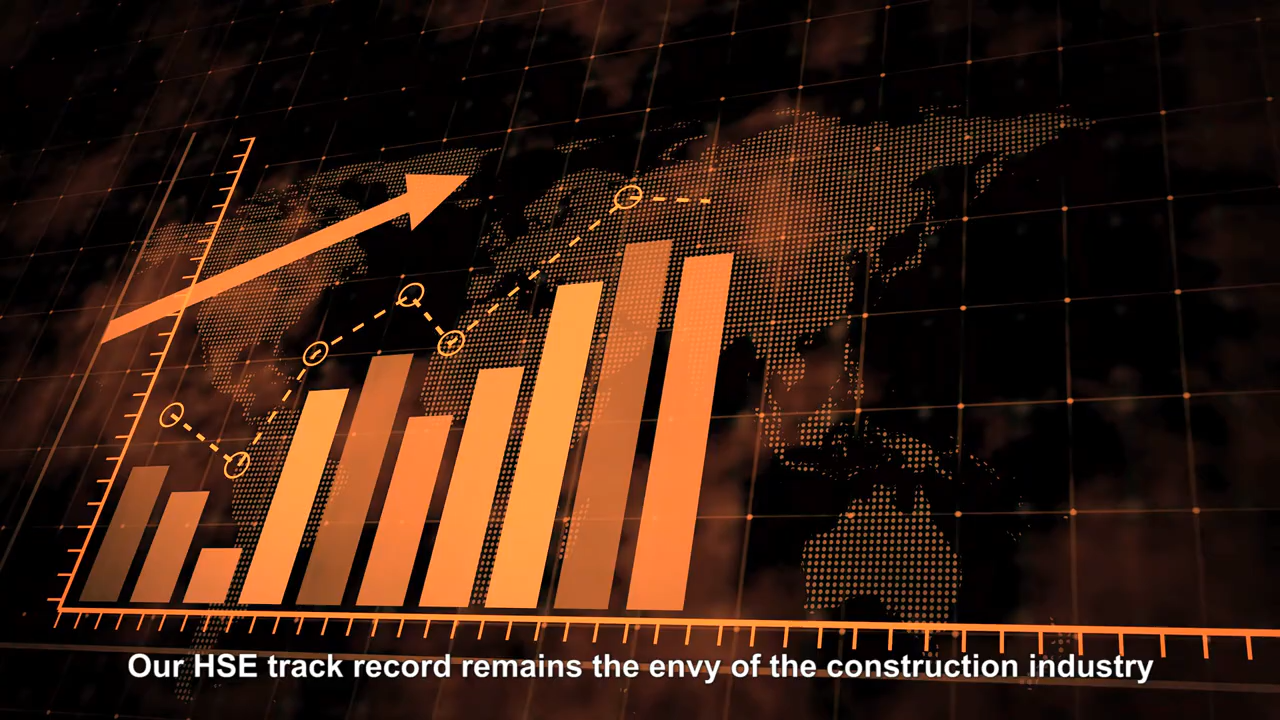 Our HSE track record remains the envy of the construction industry